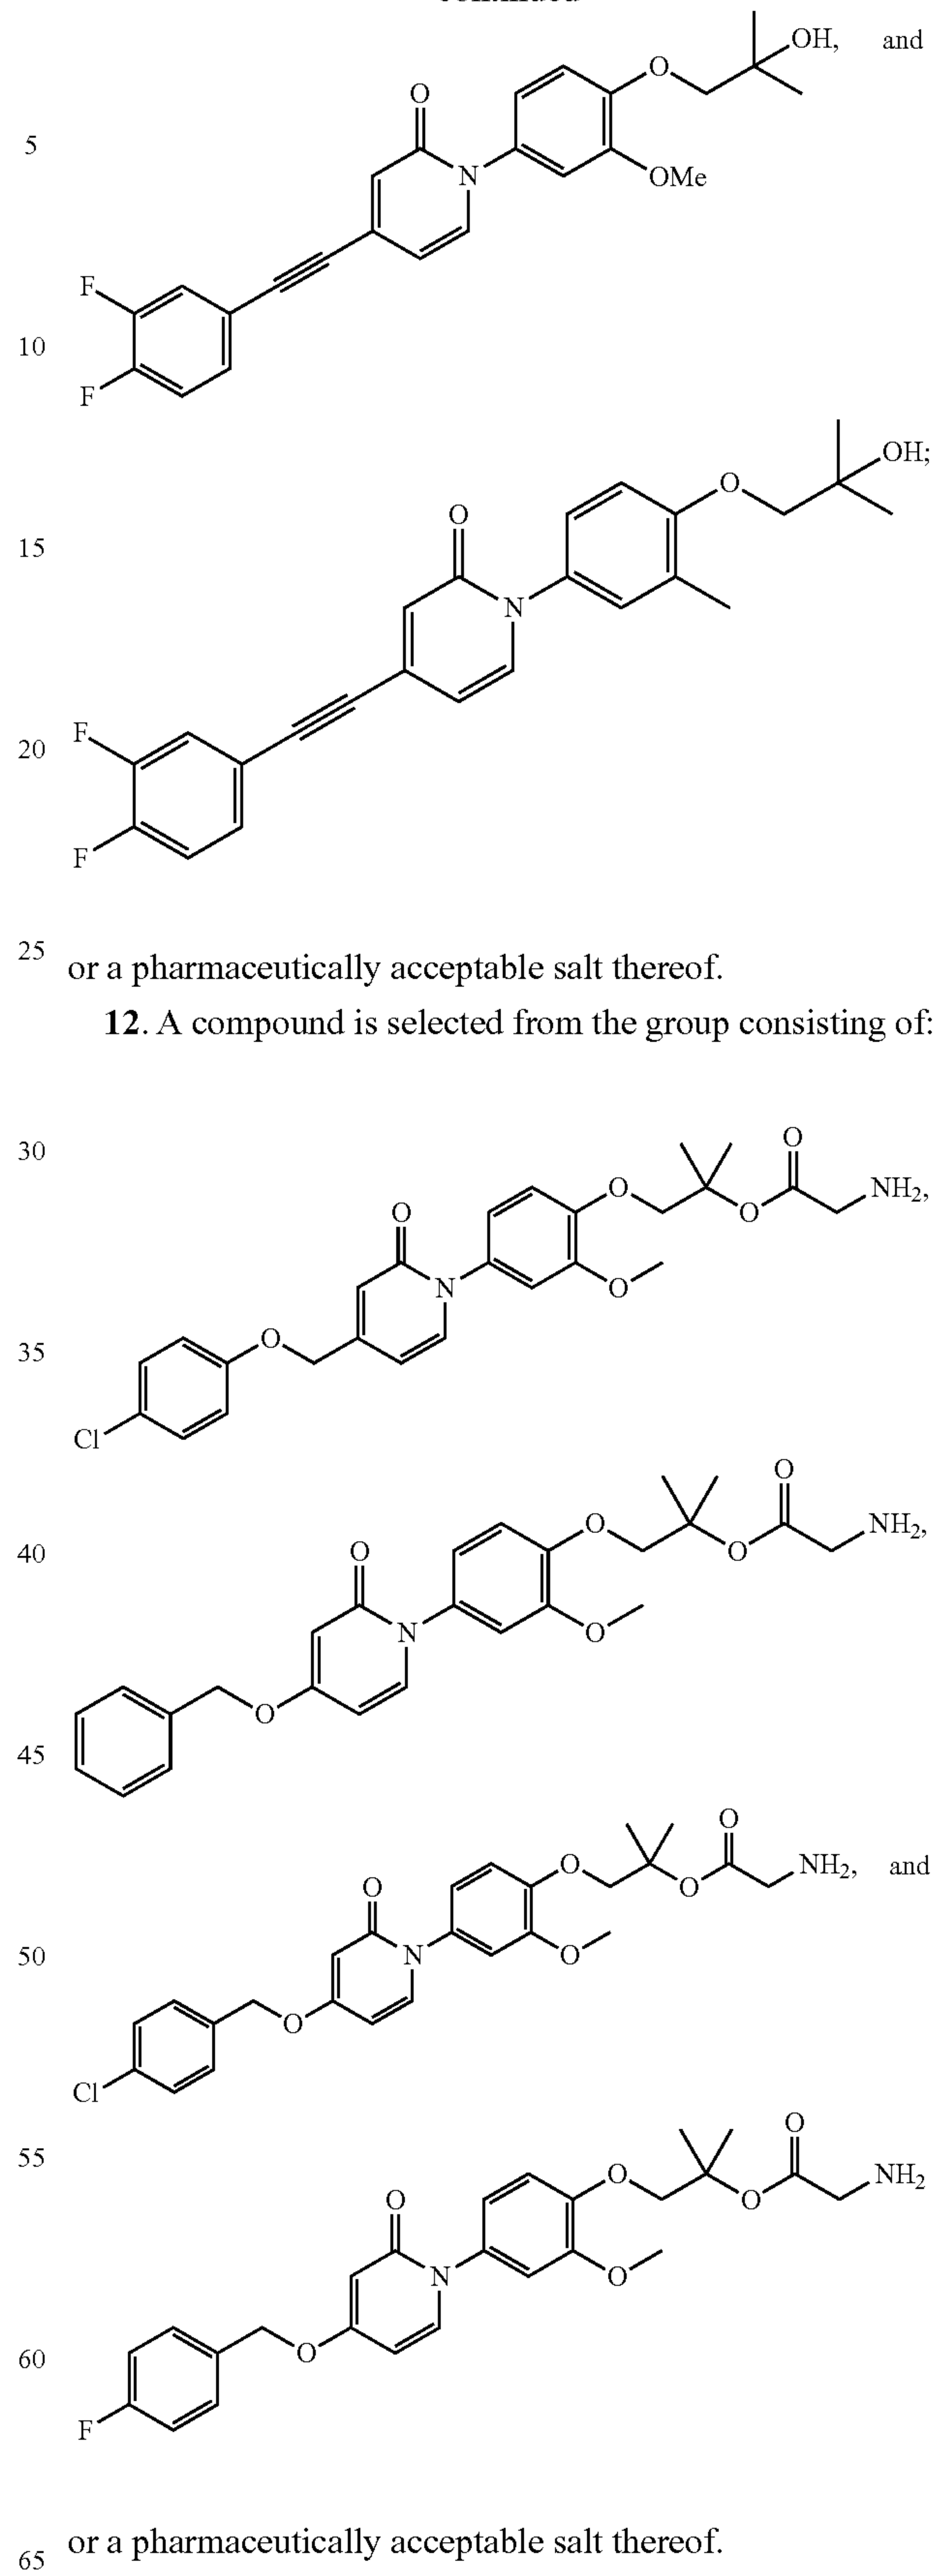 OH, and
O
O
5
N
OMe
F
10
F
OH;
O
O
15
N
F
20
F
25
or a pharmaceutically acceptable salt thereof.
12. A compound is selected from the group consisting of:
30
O
O
NH2,
O
O
N
O
35
O
Cl
O
O
NH2,
40
O
O
N
O
O
45
O
O
NH2, and
O
O
50
N
O
O
Cl
55
O
O
NH2
O
O
N
O
60
O
F
or a pharmaceutically acceptable salt thereof.
65